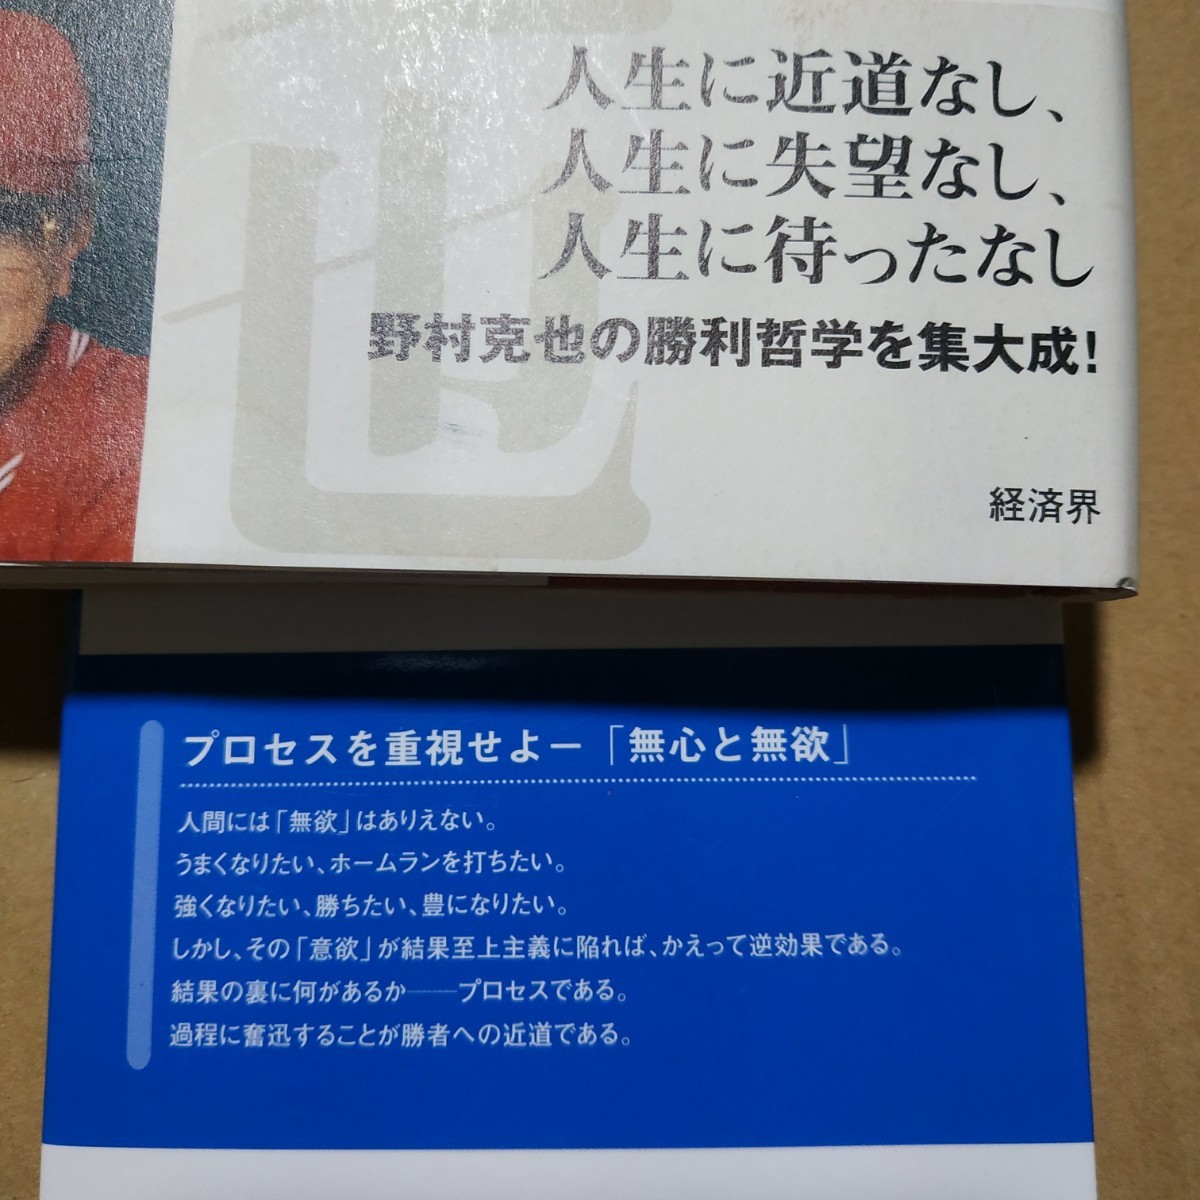 人生に近道なし、
人生に失望なし、
人生に待ったなし
野村克也の勝利哲学を集大成!
経済界
プロセスを重視せよー「無心と無欲」
人間には「無欲」はありえない。
うまくなりたい、ホームランを打ちたい。
強くなりたい、勝ちたい、豊になりたい。
しかし、その「意欲」が結果至上主義に陥れば、かえって逆効果である。
結果の裏に何があるか――プロセスである。
過程に奮迅することが勝者への近道である。